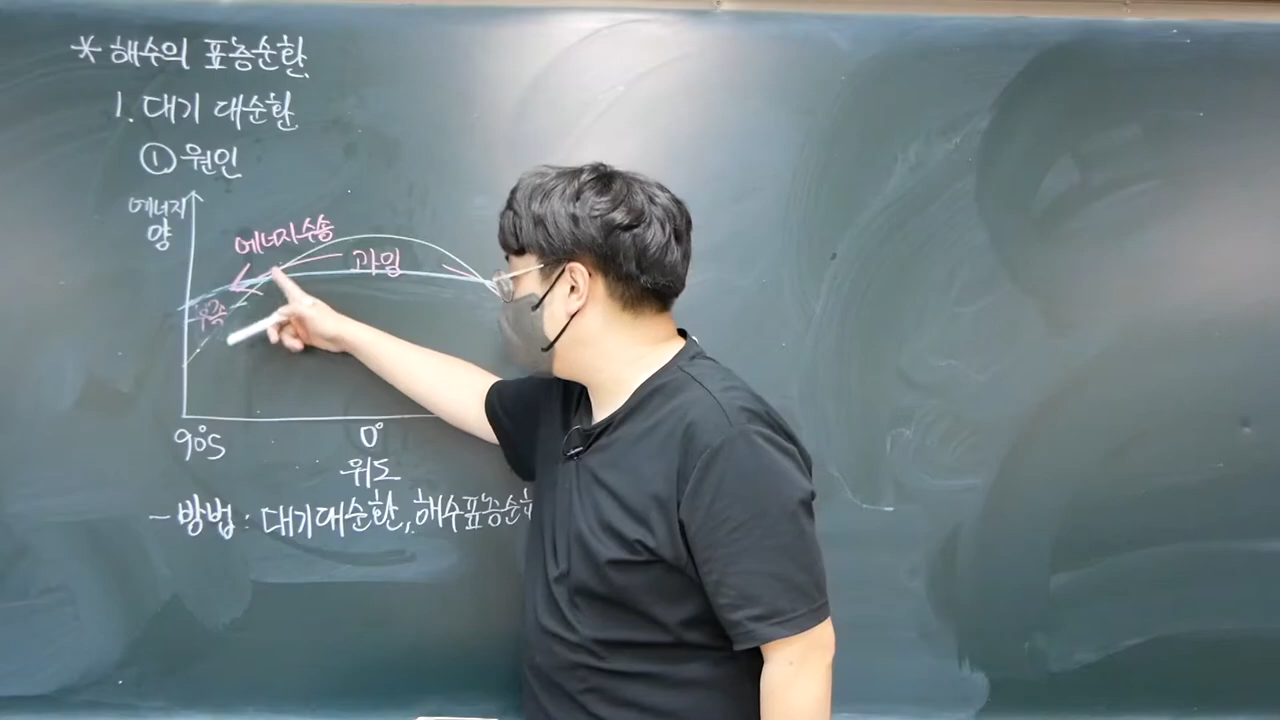 * 해수의 표층순환
1. 대기 대순환
① 원인
에너지
양
에너지수송
과잉
부족
90°S
0°
위도
- 방법 : 대기대순환, 해수표층순환